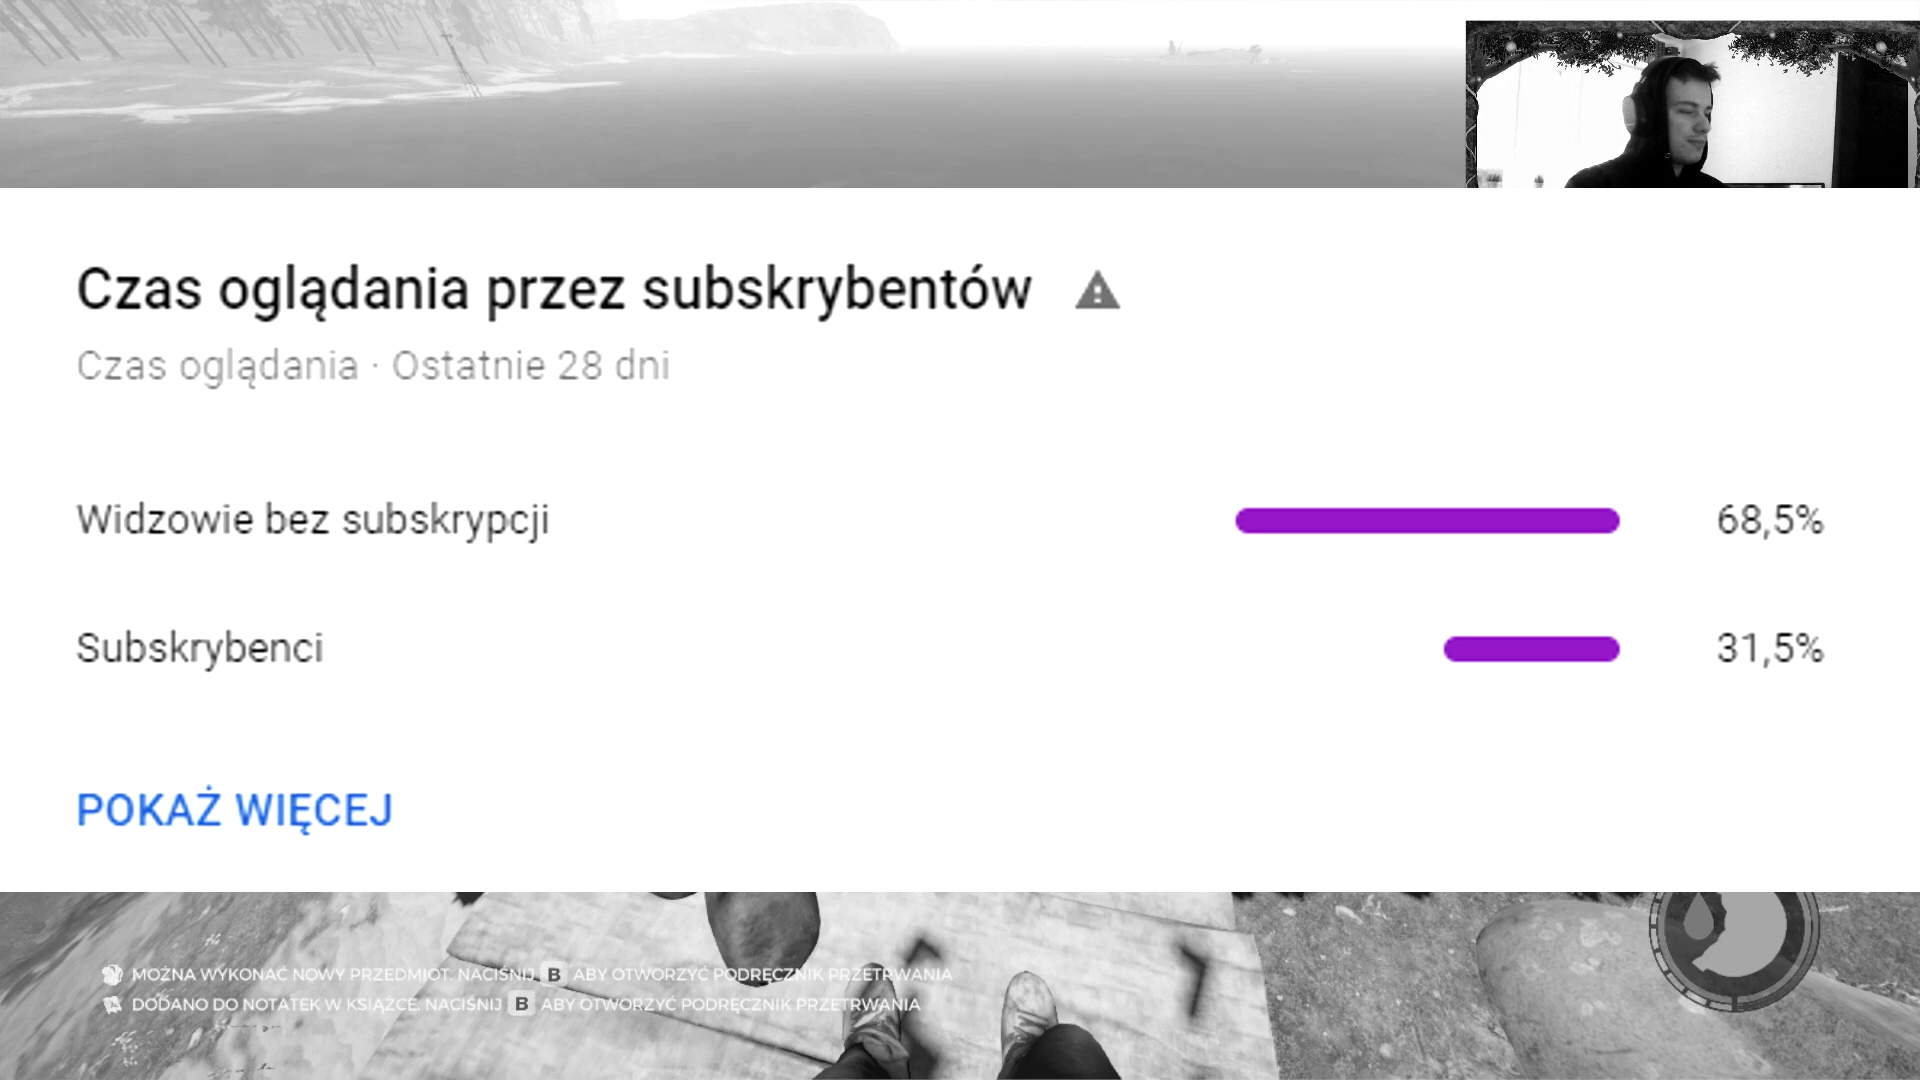 Czas oglądania przez subskrybentów
Czas oglądania · Ostatnie 28 dni
Widzowie bez subskrypcji 68,5%
Subskrybenci 31,5%
POKAŻ WIĘCEJ
MOŻNA WYKONAĆ NOWY PRZEDMIOT. NACIŚNIJ B ABY OTWORZYĆ PODRĘCZNIK PRZETRWANIA
DODANO DO NOTATEK W KSIĄŻCE. NACIŚNIJ B ABY OTWORZYĆ PODRĘCZNIK PRZETRWANIA